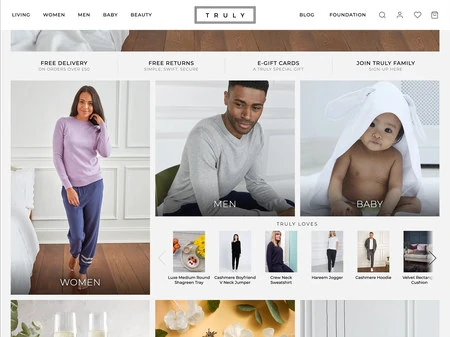 LIVING WOMEN MEN BABY BEAUTY TRULY BLOG FOUNDATION
FREE DELIVERY FREE RETURNS E-GIFT CARDS JOIN TRULY FAMILY
ON ORDERS OVER £50 SIMPLE, SWIFT, SECURE A TRULY SPECIAL GIFT SIGN UP HERE
MEN
BABY
TRULY LOVES
Luxe Medium Round Shagreen Tray
Cashmere Boyfriend V Neck Jumper
Crew Neck Sweatshirt
Hareem Jogger
Cashmere Hoodie
Velvet Rectang
Cushion
WOMEN